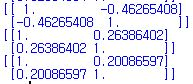 [[ 1.         -0.46265408]
[-0.46265408  1.        ]]
[[1.         0.26386402]
[0.26386402 1.        ]]
[[1.         0.20086597]
[0.20086597 1.        ]]